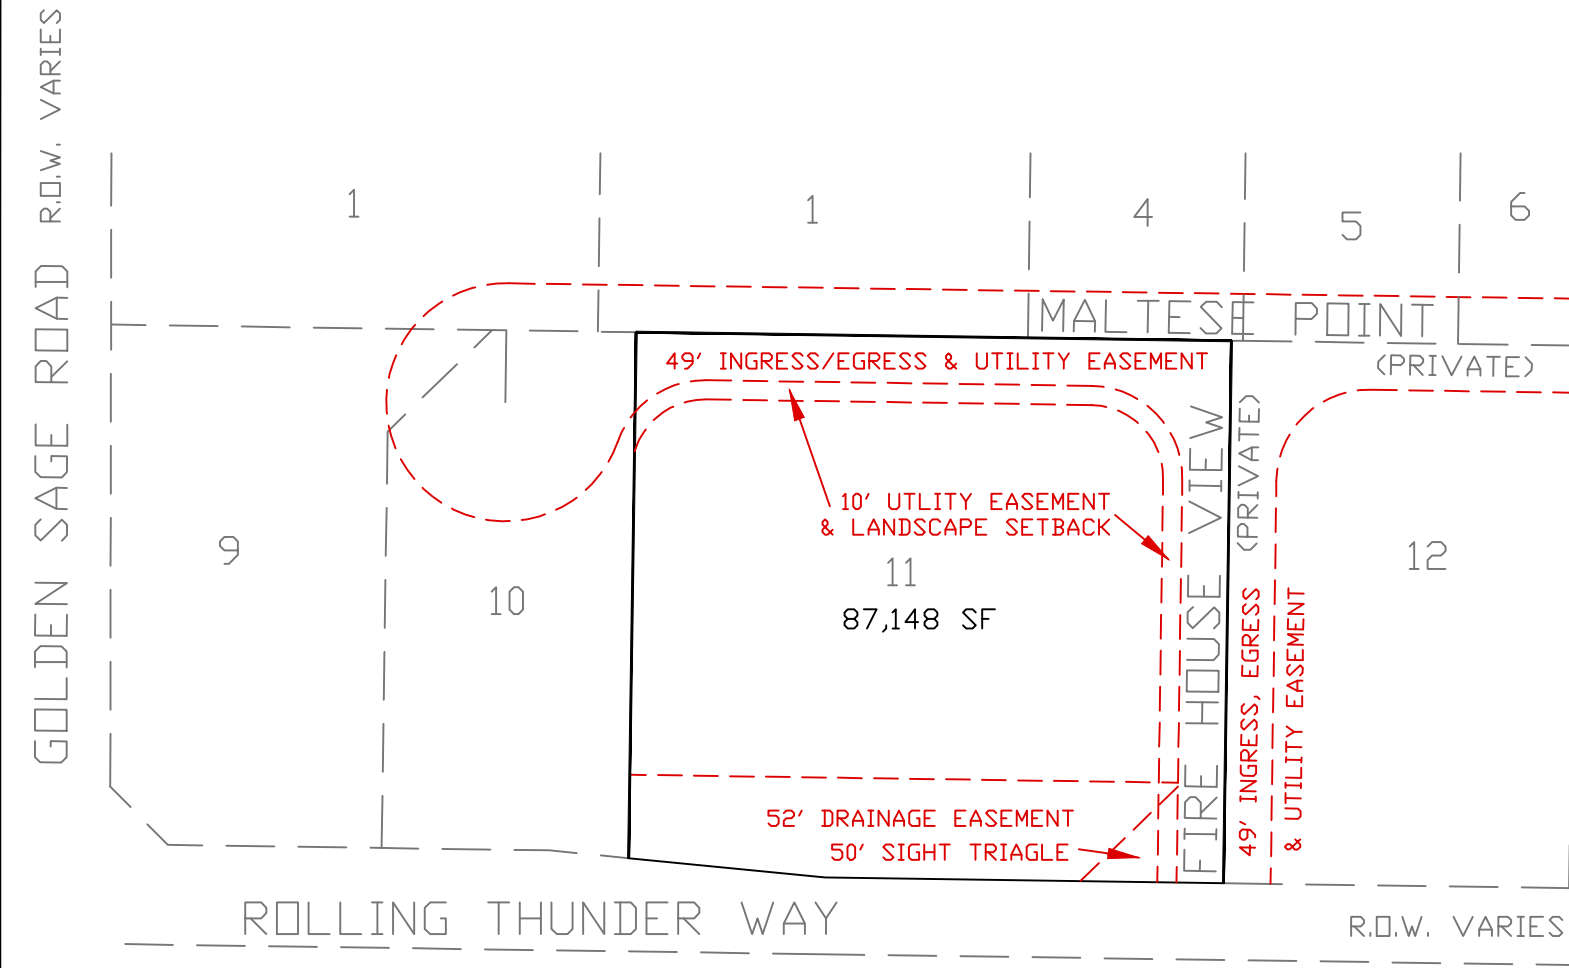 GOLDEN SAGE ROAD R.O.W. VARIES
1
1
4
5
6
MALTESE POINT
(PRIVATE)
49' INGRESS/EGRESS & UTILITY EASEMENT
10' UTLITY EASEMENT
& LANDSCAPE SETBACK
9
10
11
87,148 SF
12
FIRE HOUSE VIEW
(PRIVATE)
49' INGRESS, EGRESS
& UTILITY EASEMENT
52' DRAINAGE EASEMENT
50' SIGHT TRIAGLE
ROLLING THUNDER WAY
R.O.W. VARIES